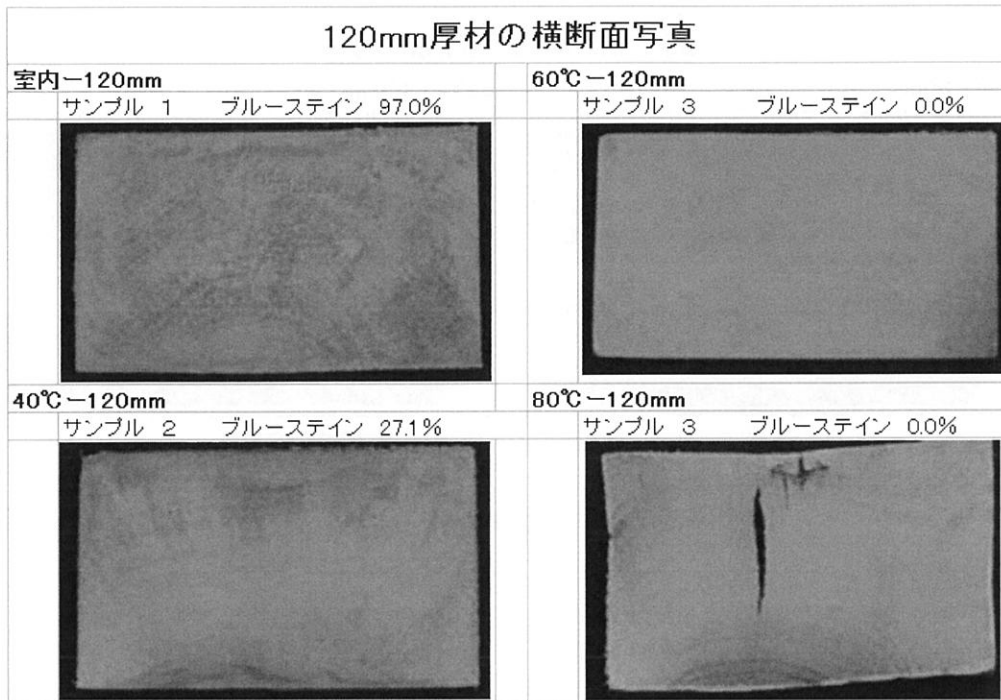 120mm厚材の横断面写真
室内－120mm
サンプル 1 ブルーステイン 97.0%
60℃－120mm
サンプル 3 ブルーステイン 0.0%
40℃－120mm
サンプル 2 ブルーステイン 27.1%
80℃－120mm
サンプル 3 ブルーステイン 0.0%